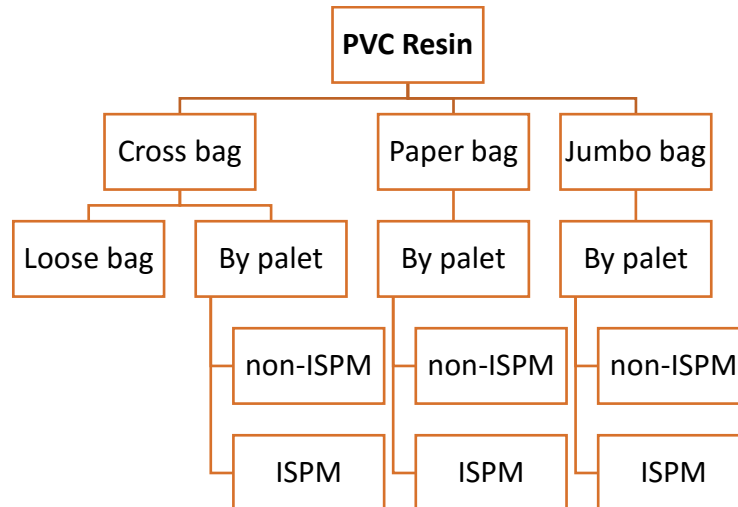 PVC Resin
Cross bag
Paper bag
Jumbo bag
Loose bag
By palet
By palet
By palet
non-ISPM
non-ISPM
non-ISPM
ISPM
ISPM
ISPM